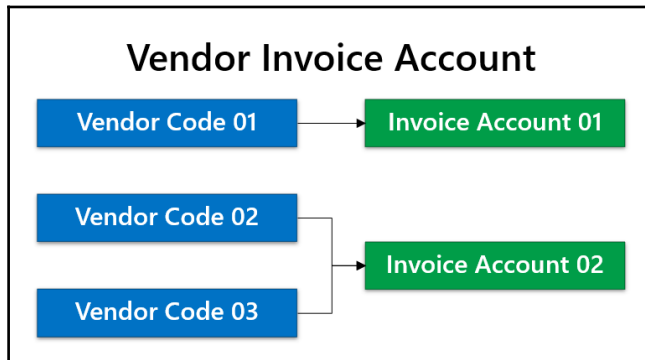 Vendor Invoice Account
Vendor Code 01
Invoice Account 01
Vendor Code 02
Invoice Account 02
Vendor Code 03